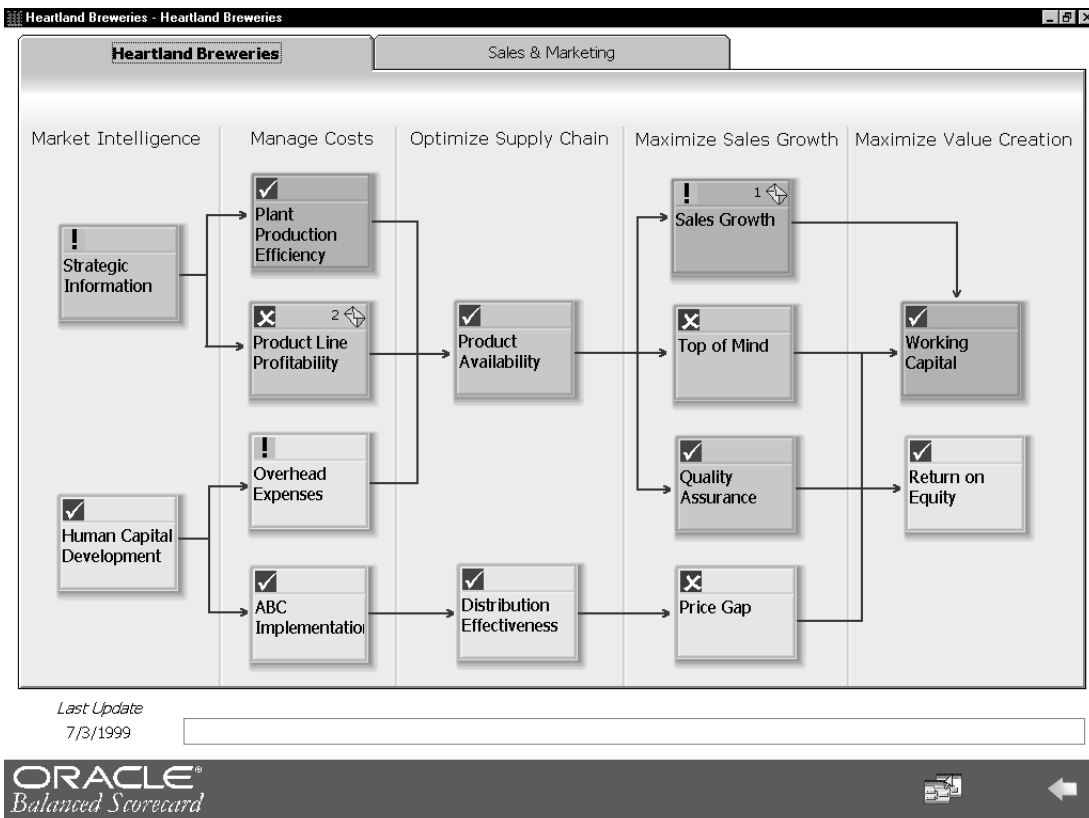 Heartland Breweries - Heartland Breweries
Heartland Breweries
Sales & Marketing
Market Intelligence
Manage Costs
Optimize Supply Chain
Maximize Sales Growth
Maximize Value Creation
Strategic
Information
Human Capital
Development
Plant
Production
Efficiency
2
Product Line
Profitability
Overhead
Expenses
ABC
Implementatio
Product
Availability
Distribution
Effectiveness
1
Sales Growth
Top of Mind
Quality
Assurance
Price Gap
Working
Capital
Return on
Equity
Last Update
7/3/1999
ORACLE®
Balanced Scorecard